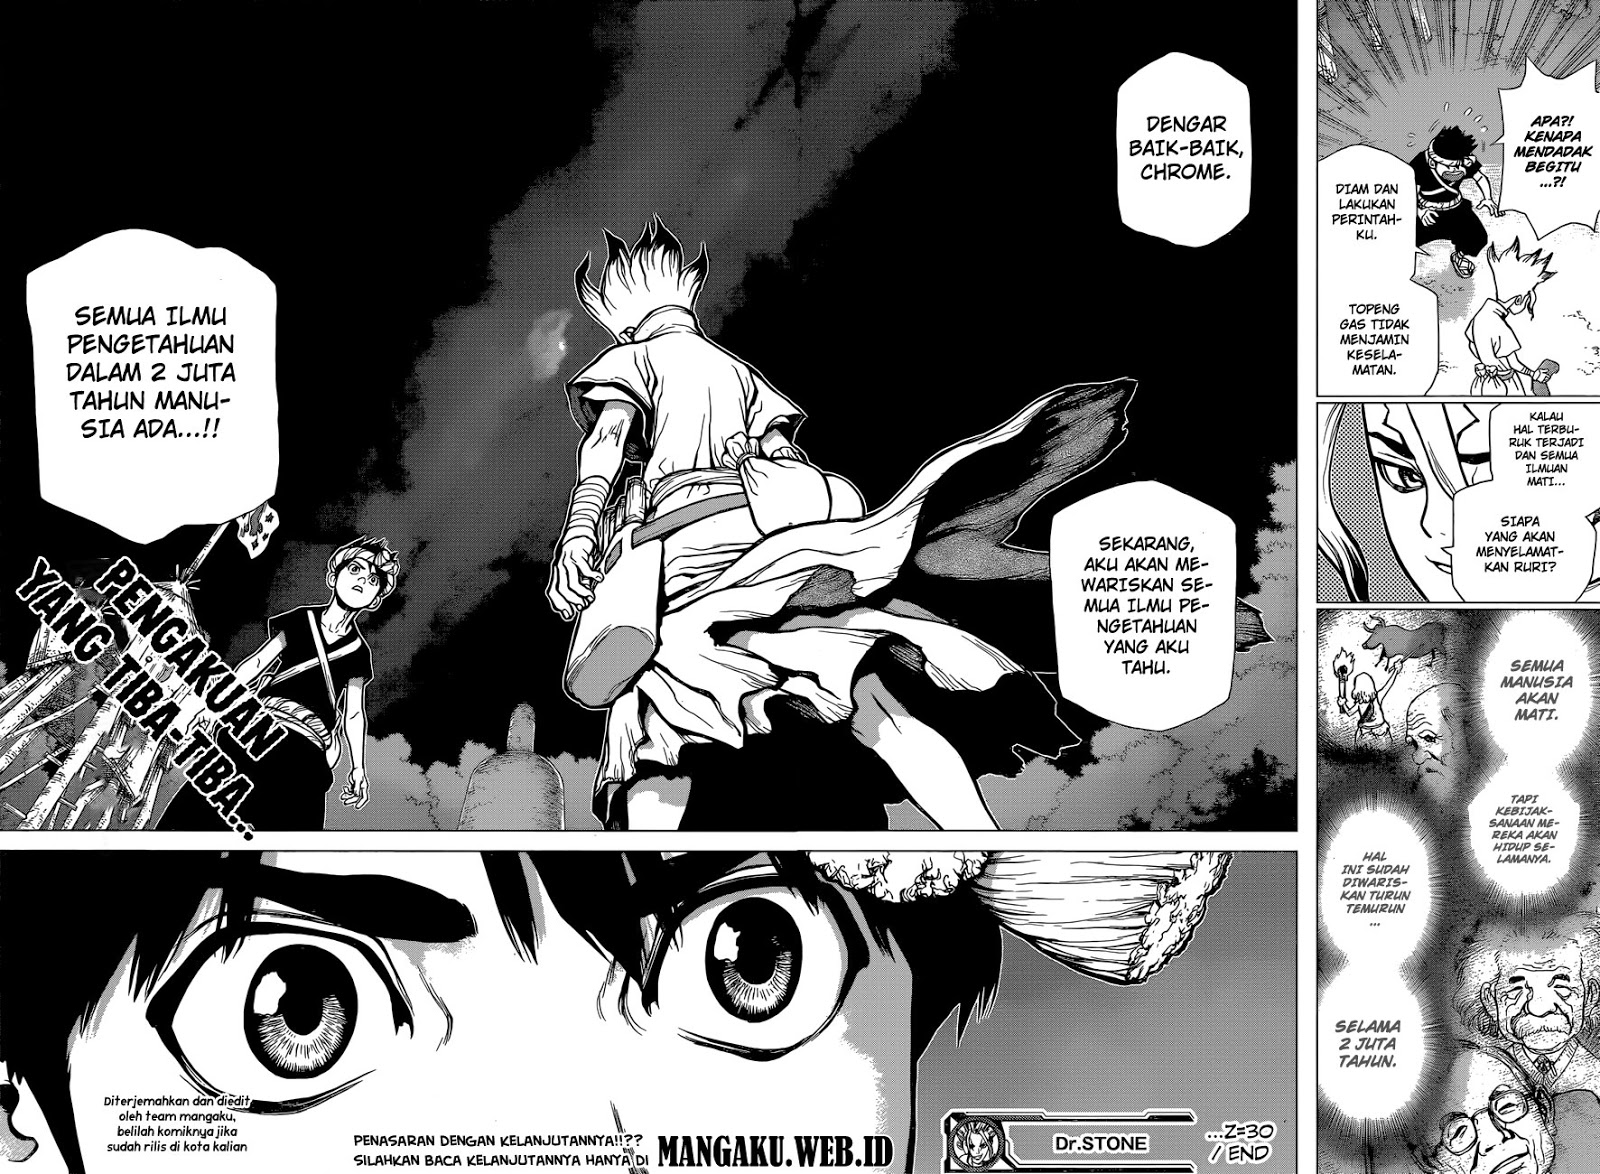 APA?!
KENAPA
MENDADAK
BEGITU
...?!
DIAM DAN
LAKUKAN
PERINTAH-
KU.
TOPENG
GAS TIDAK
MENJAMIN
KESELA-
MATAN.
KALAU
HAL TERBU-
RUK TERJADI
DAN SEMUA
ILMUAN
MATI...
SIAPA
YANG AKAN
MENYELAMAT-
KAN RURI?
SEMUA
MANUSIA
AKAN
MATI.
TAPI
KEBIJAK-
SANAAN ME-
REKA AKAN
HIDUP SE-
LAMANYA.
HAL
INI SUDAH
DIWARIS-
KAN TURUN
TEMURUN
...
SELAMA
2 JUTA
TAHUN.
DENGAR
BAIK-BAIK,
CHROME.
SEKARANG,
AKU AKAN ME-
WARISKAN SE-
MUA ILMU PE-
NGETAHUAN
YANG AKU
TAHU.
SEMUA ILMU
PENGETAHUAN
DALAM 2 JUTA
TAHUN MANU-
SIA ADA...!!
PENGAKUAN
YANG TIBA-TIBA...
Diterjemahkan dan diedit
oleh team mangaku,
belilah komiknya jika
sudah rilis di kota kalian
PENASARAN DENGAN KELANJUTANNYA!!??
SILAHKAN BACA KELANJUTANNYA HANYA DI MANGAKU.WEB.ID
Dr.STONE
...Z=30
/ END